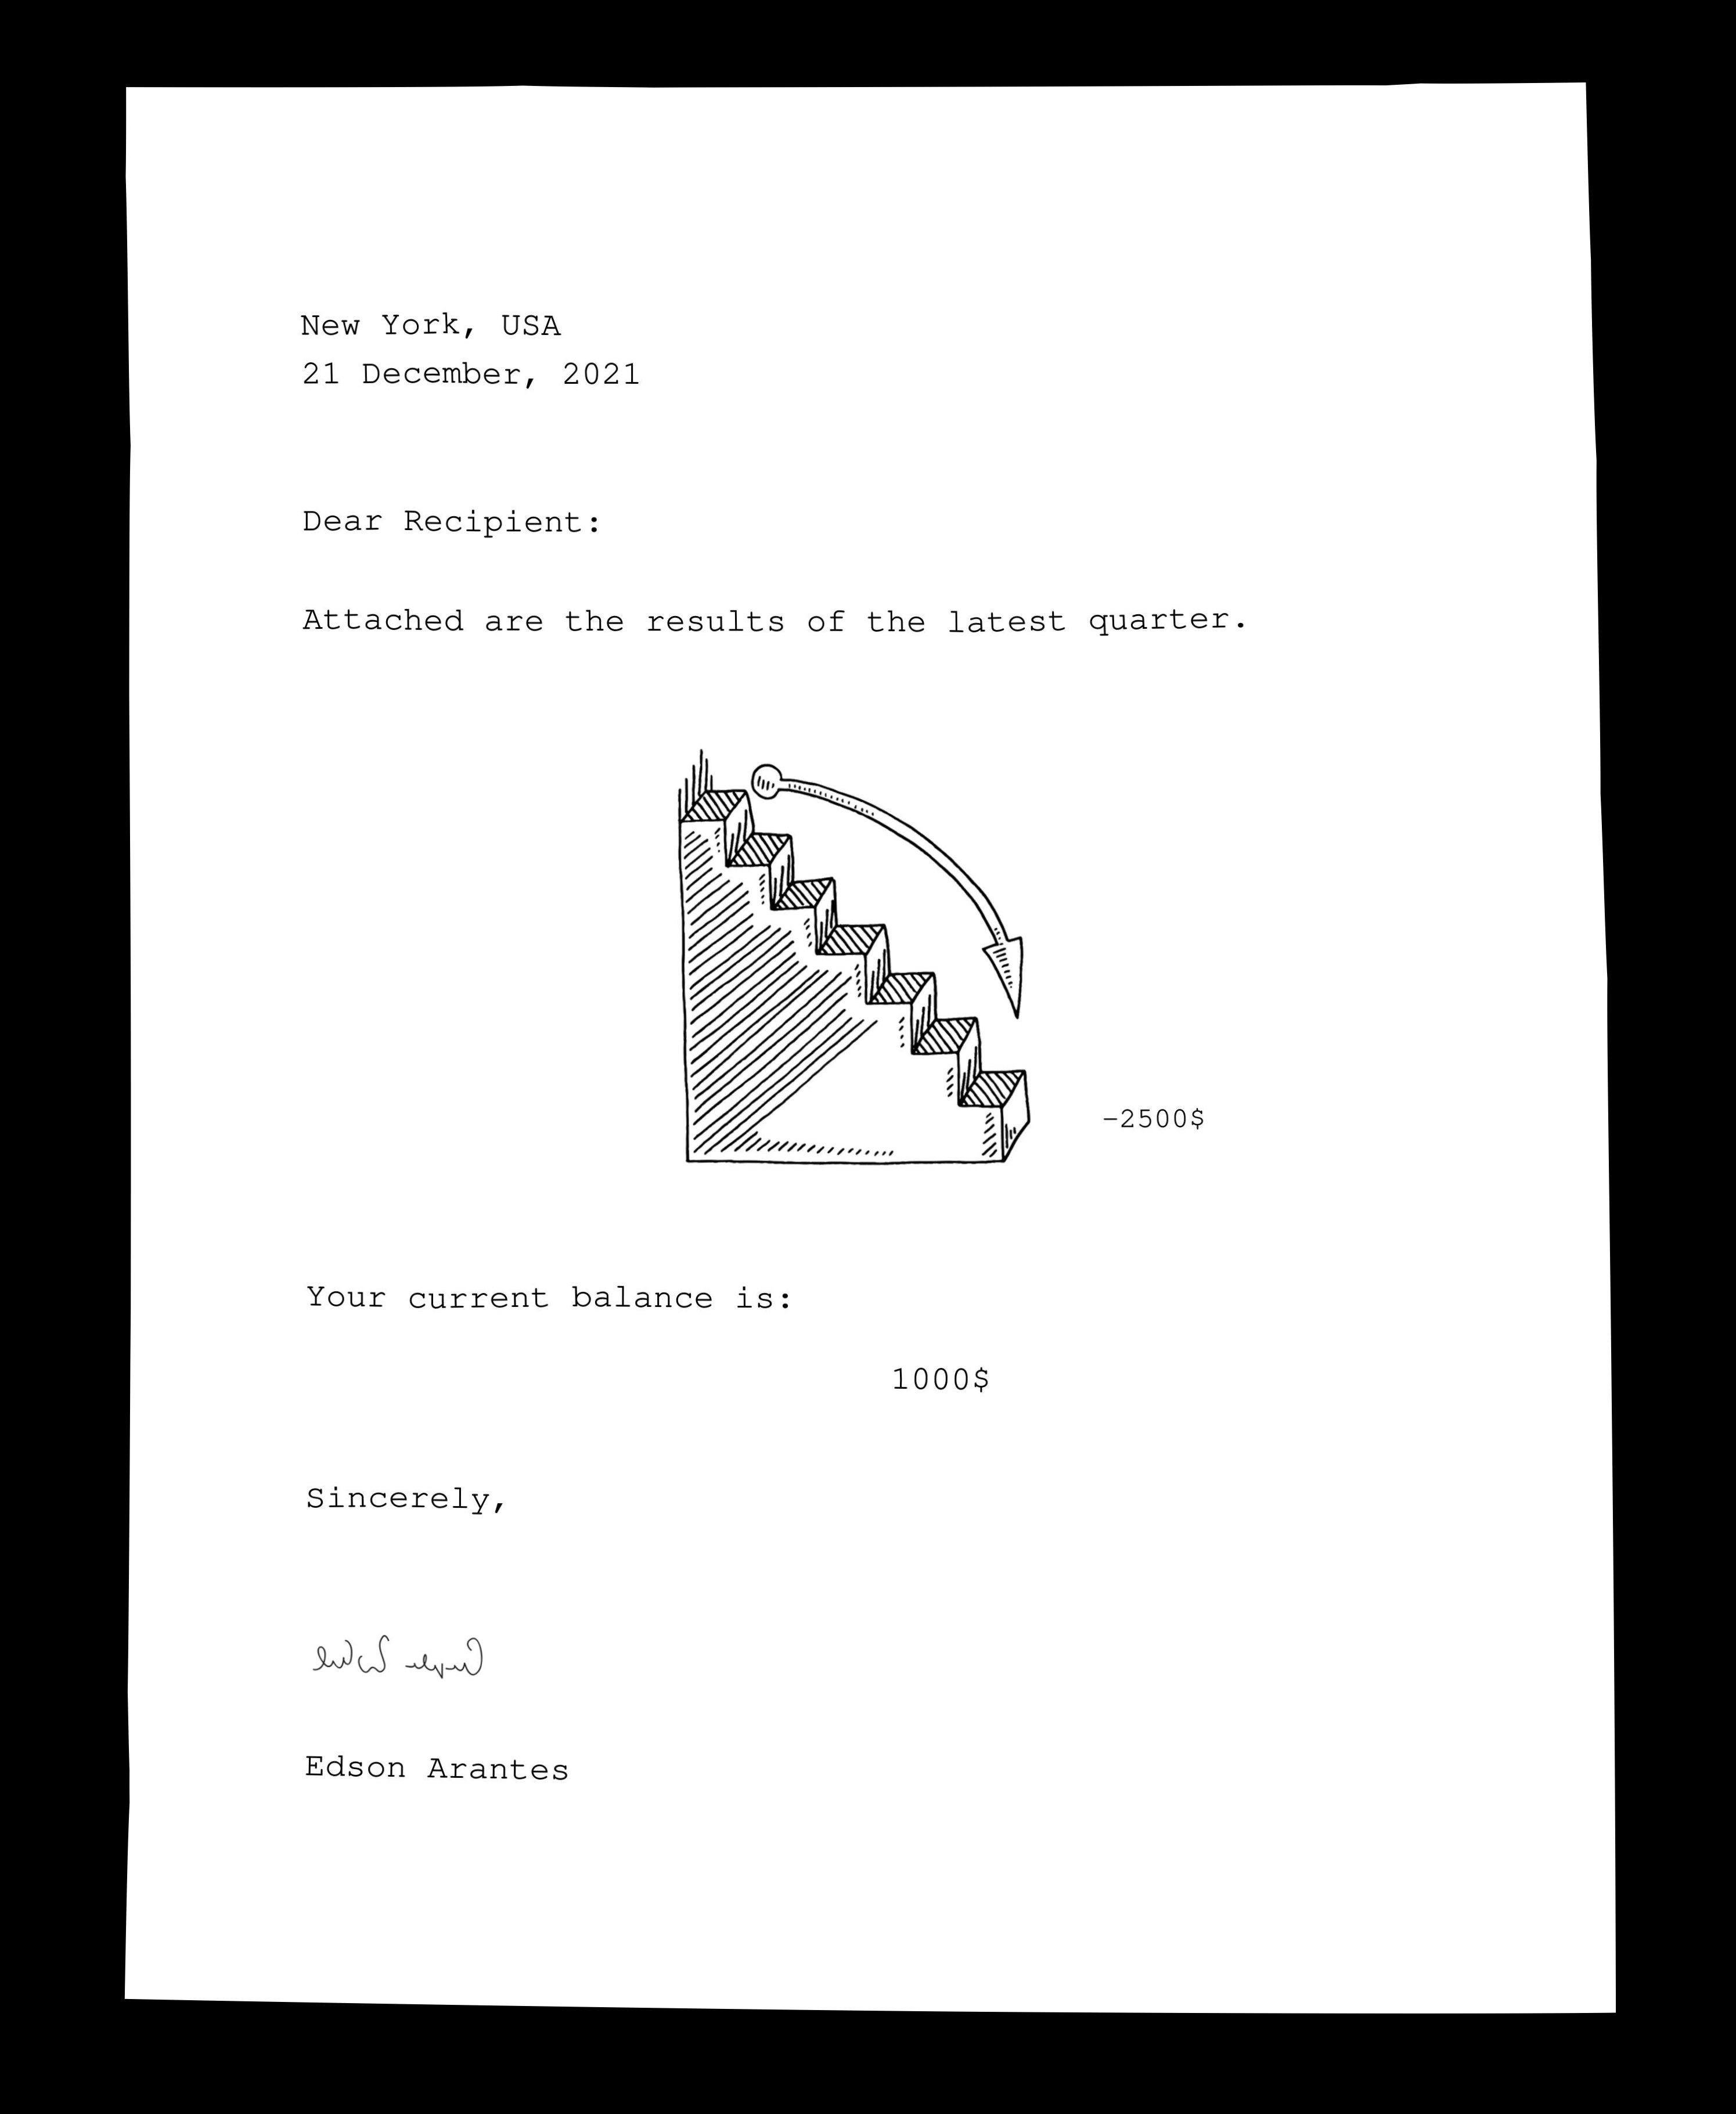 New York, USA
21 December, 2021
Dear Recipient:
Attached are the results of the latest quarter.
−2500$
Your current balance is:
1000$
Sincerely,
Edson Arantes